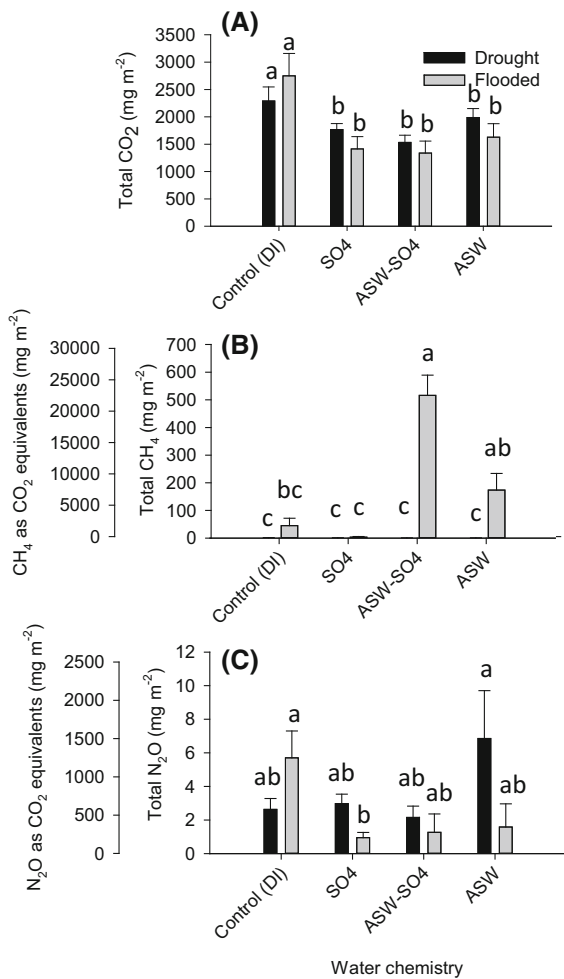 (A)
Drought
Flooded
Total CO2 (mg m-2)
3500
3000
2500
2000
1500
1000
500
0
a a b b b b b b
Control (DI) SO4 ASW-SO4 ASW
(B)
CH4 as CO2 equivalents (mg m-2)
30000
25000
20000
15000
10000
5000
0
Total CH4 (mg m-2)
700
600
500
400
300
200
100
0
c bc c c c a c ab
Control (DI) SO4 ASW-SO4 ASW
(C)
N2O as CO2 equivalents (mg m-2)
2500
2000
1500
1000
500
0
Total N2O (mg m-2)
12
10
8
6
4
2
0
ab a ab b ab ab a ab
Control (DI) SO4 ASW-SO4 ASW
Water chemistry